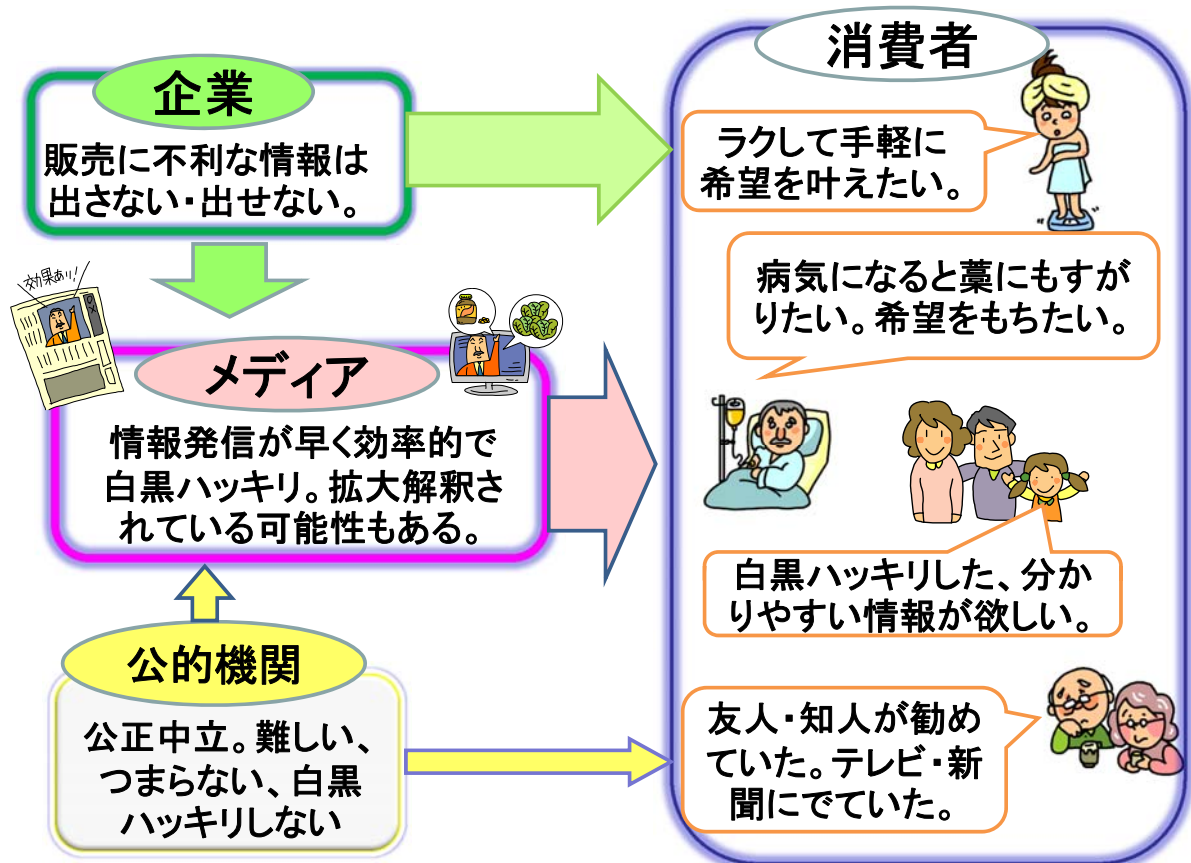 企業
販売に不利な情報は
出さない・出せない。
効果あり!
メディア
情報発信が早く効率的で
白黒ハッキリ。拡大解釈さ
れている可能性もある。
公的機関
公正中立。難しい、
つまらない、白黒
ハッキリしない
消費者
ラクして手軽に
希望を叶えたい。
病気になると藁にもすが
りたい。希望をもちたい。
白黒ハッキリした、分か
りやすい情報が欲しい。
友人・知人が勧め
ていた。テレビ・新
聞にでていた。